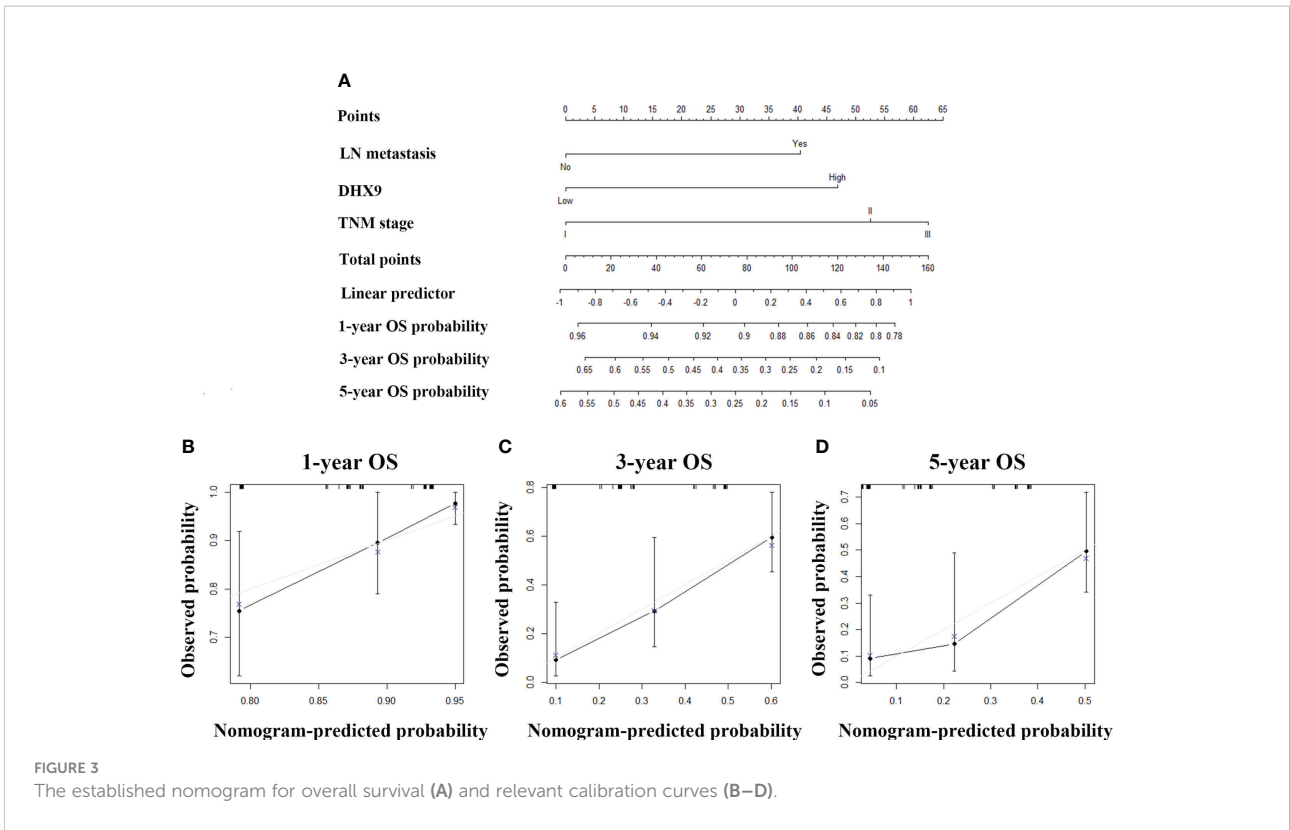 A
Points
0 5 10 15 20 25 30 35 40 45 50 55 60 65
LN metastasis
Yes
No
DHX9
High
Low
TNM stage
II
I III
Total points
0 20 40 60 80 100 120 140 160
Linear predictor
-1 -0.8 -0.6 -0.4 -0.2 0 0.2 0.4 0.6 0.8 1
1-year OS probability
0.96 0.94 0.92 0.9 0.88 0.86 0.84 0.82 0.8 0.78
3-year OS probability
0.65 0.6 0.55 0.5 0.45 0.4 0.35 0.3 0.25 0.2 0.15 0.1
5-year OS probability
0.6 0.55 0.5 0.45 0.4 0.35 0.3 0.25 0.2 0.15 0.1 0.05
B
1-year OS
Observed probability
1.0
0.9
0.8
0.7
0.80 0.85 0.90 0.95
Nomogram-predicted probability
C
3-year OS
Observed probability
0.8
0.6
0.4
0.2
0.0
0.1 0.2 0.3 0.4 0.5 0.6
Nomogram-predicted probability
D
5-year OS
Observed probability
0.7
0.6
0.5
0.4
0.3
0.2
0.1
0.0
0.1 0.2 0.3 0.4 0.5
Nomogram-predicted probability
FIGURE 3
The established nomogram for overall survival (A) and relevant calibration curves (B–D).